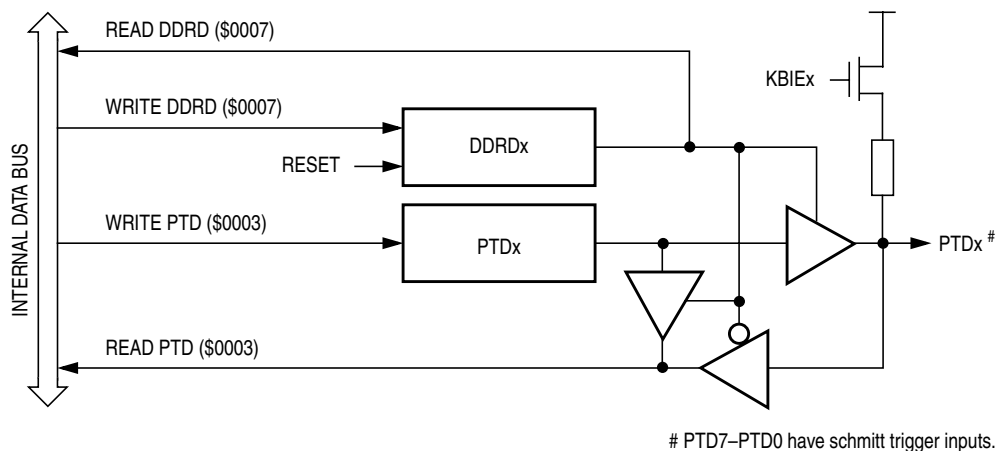 READ DDRD ($0007)
KBIEx
WRITE DDRD ($0007)
DDRDx
RESET
INTERNAL DATA BUS
WRITE PTD ($0003)
PTDx
PTDx #
READ PTD ($0003)
# PTD7–PTD0 have schmitt trigger inputs.